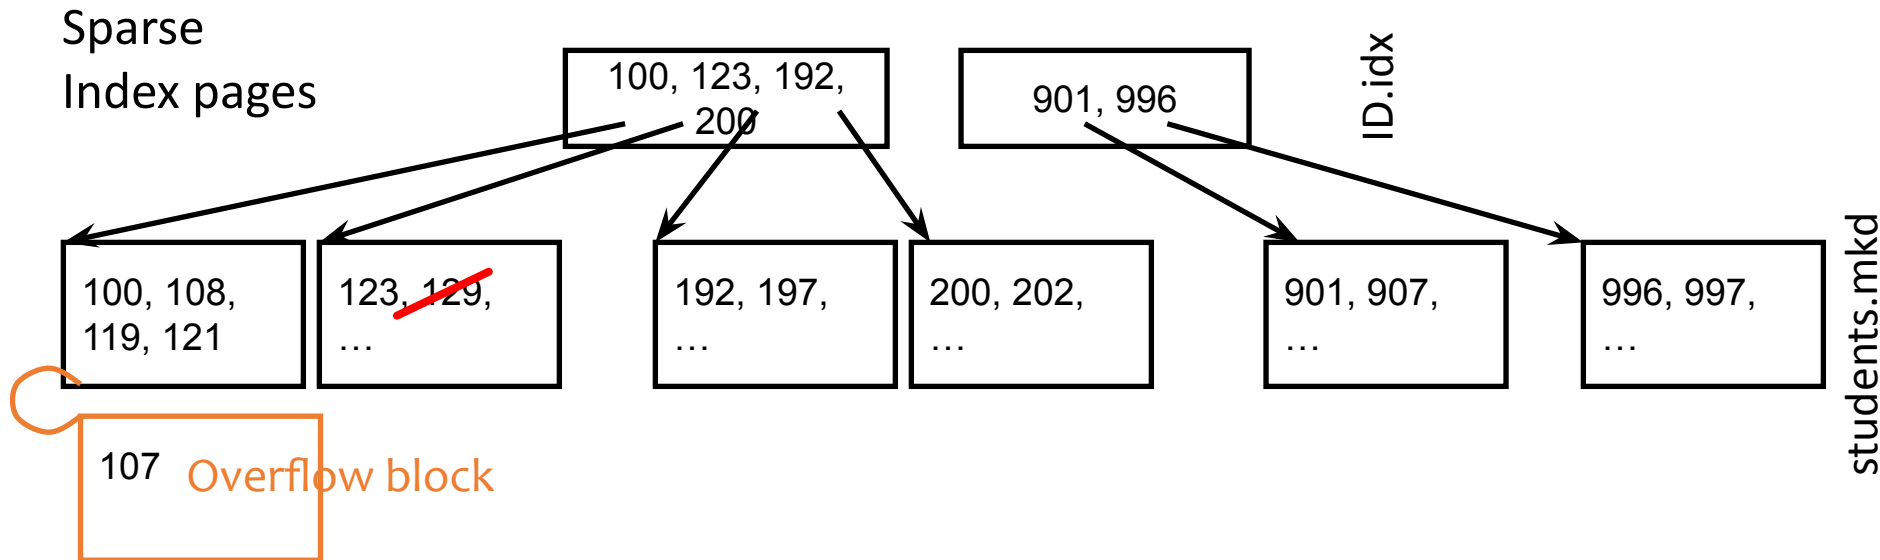 Sparse
Index pages
100, 123, 192,
200
901, 996
ID.idx
100, 108,
119, 121
123, 129,
...
192, 197,
...
200, 202,
...
901, 907,
...
996, 997,
...
students.mkd
107
Overflow block